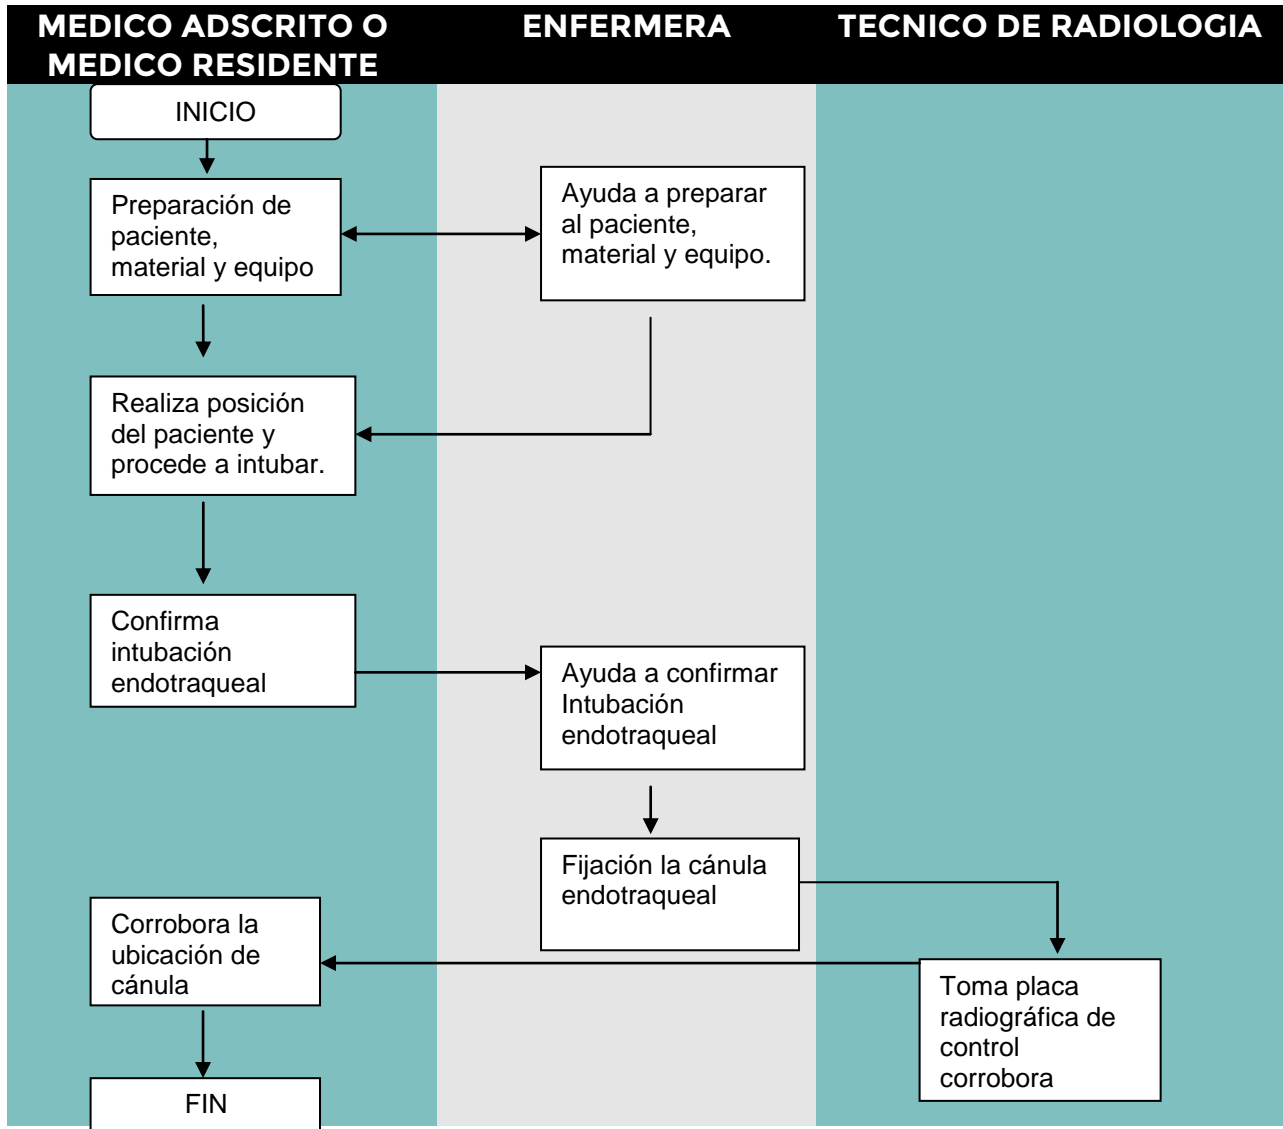 MEDICO ADSCRITO O
MEDICO RESIDENTE
ENFERMERA
TECNICO DE RADIOLOGIA
INICIO
Preparación de
paciente,
material y equipo
Ayuda a preparar
al paciente,
material y equipo.
Realiza posición
del paciente y
procede a intubar.
Confirma
intubación
endotraqueal
Ayuda a confirmar
Intubación
endotraqueal
Fijación la cánula
endotraqueal
Toma placa
radiográfica de
control
corrobora
Corrobora la
ubicación de
cánula
FIN